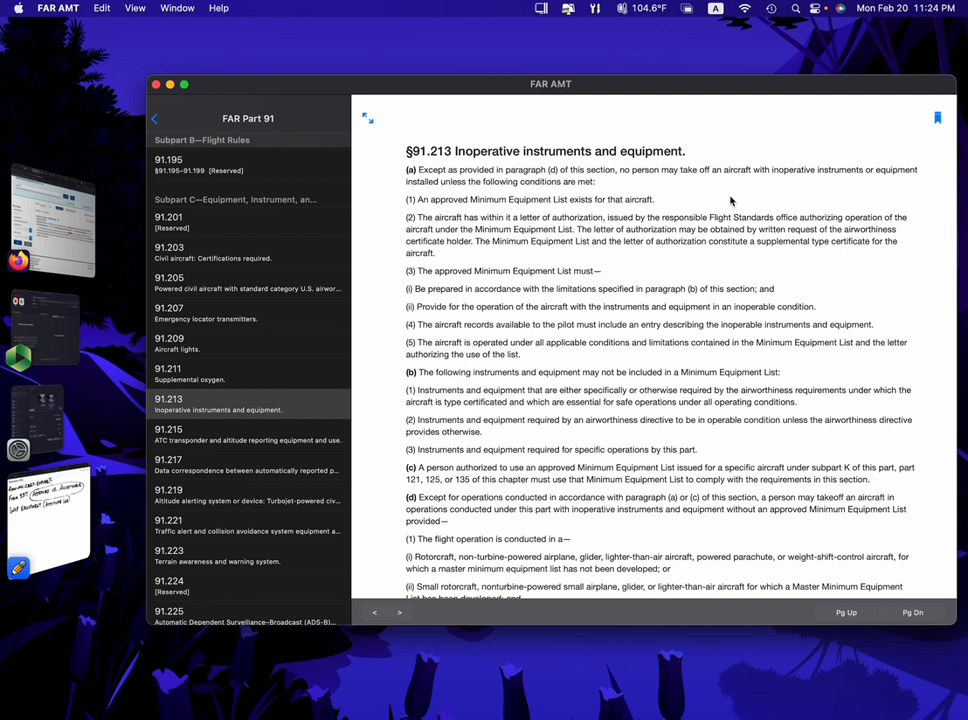 FAR AMT Edit View Window Help 104.6°F A Mon Feb 20 11:24 PM
FAR AMT
FAR Part 91
Subpart B—Flight Rules
91.195
§91.195–91.199 [Reserved]
Subpart C—Equipment, Instrument, an...
91.201
[Reserved]
91.203
Civil aircraft: Certifications required.
91.205
Powered civil aircraft with standard category U.S. airwor...
91.207
Emergency locator transmitters.
91.209
Aircraft lights.
91.211
Supplemental oxygen.
91.213
Inoperative instruments and equipment.
91.215
ATC transponder and altitude reporting equipment and use.
91.217
Data correspondence between automatically reported p...
91.219
Altitude alerting system or device: Turbojet-powered civ...
91.221
Traffic alert and collision avoidance system equipment a...
91.223
Terrain awareness and warning system.
91.224
[Reserved]
91.225
Automatic Dependent Surveillance-Broadcast (ADS-B)...
§91.213 Inoperative instruments and equipment.
(a) Except as provided in paragraph (d) of this section, no person may take off an aircraft with inoperative instruments or equipment
installed unless the following conditions are met:
(1) An approved Minimum Equipment List exists for that aircraft.
(2) The aircraft has within it a letter of authorization, issued by the responsible Flight Standards office authorizing operation of the
aircraft under the Minimum Equipment List. The letter of authorization may be obtained by written request of the airworthiness
certificate holder. The Minimum Equipment List and the letter of authorization constitute a supplemental type certificate for the
aircraft.
(3) The approved Minimum Equipment List must—
(i) Be prepared in accordance with the limitations specified in paragraph (b) of this section; and
(ii) Provide for the operation of the aircraft with the instruments and equipment in an inoperable condition.
(4) The aircraft records available to the pilot must include an entry describing the inoperable instruments and equipment.
(5) The aircraft is operated under all applicable conditions and limitations contained in the Minimum Equipment List and the letter
authorizing the use of the list.
(b) The following instruments and equipment may not be included in a Minimum Equipment List:
(1) Instruments and equipment that are either specifically or otherwise required by the airworthiness requirements under which the
aircraft is type certificated and which are essential for safe operations under all operating conditions.
(2) Instruments and equipment required by an airworthiness directive to be in operable condition unless the airworthiness directive
provides otherwise.
(3) Instruments and equipment required for specific operations by this part.
(c) A person authorized to use an approved Minimum Equipment List issued for a specific aircraft under subpart K of this part, part
121, 125, or 135 of this chapter must use that Minimum Equipment List to comply with the requirements in this section.
(d) Except for operations conducted in accordance with paragraph (a) or (c) of this section, a person may takeoff an aircraft in
operations conducted under this part with inoperative instruments and equipment without an approved Minimum Equipment List
provided—
(1) The flight operation is conducted in a—
(i) Rotorcraft, non-turbine-powered airplane, glider, lighter-than-air aircraft, powered parachute, or weight-shift-control aircraft, for
which a master minimum equipment list has not been developed; or
(ii) Small rotorcraft, nonturbine-powered small airplane, glider, or lighter-than-air aircraft for which a Master Minimum Equipment
List has been developed; and
< > Pg Up Pg Dn